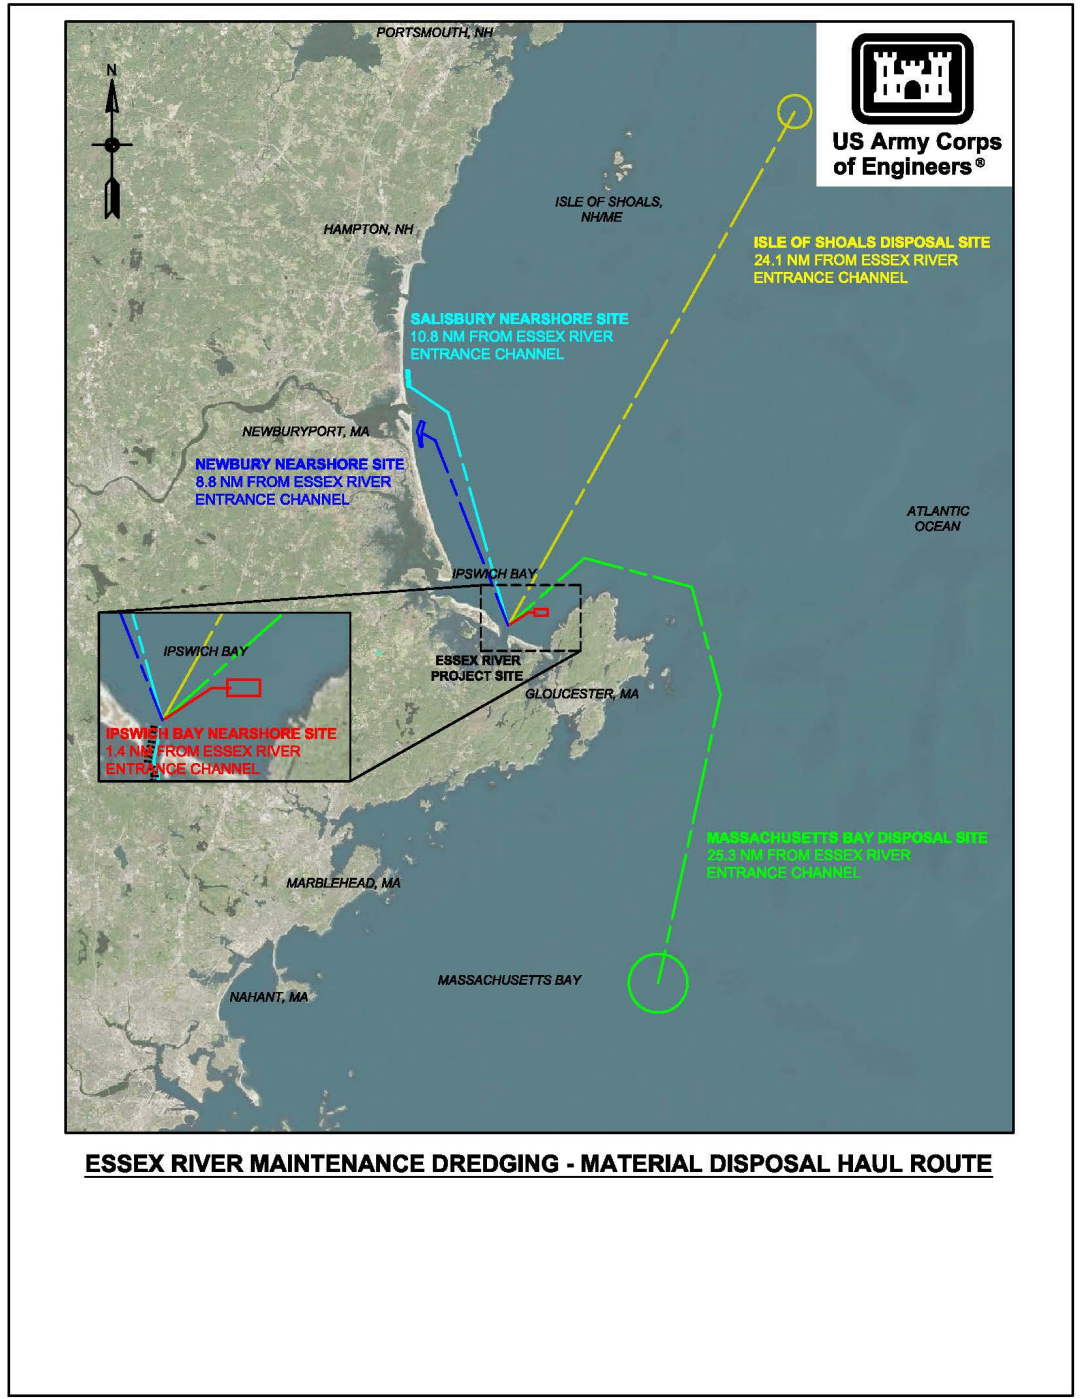 PORTSMOUTH, NH
N
US Army Corps
of Engineers®
ISLE OF SHOALS,
NH/ME
HAMPTON, NH
ISLE OF SHOALS DISPOSAL SITE
24.1 NM FROM ESSEX RIVER
ENTRANCE CHANNEL
SALISBURY NEARSHORE SITE
10.8 NM FROM ESSEX RIVER
ENTRANCE CHANNEL
NEWBURYPORT, MA
NEWBURY NEARSHORE SITE
8.8 NM FROM ESSEX RIVER
ENTRANCE CHANNEL
ATLANTIC
OCEAN
IPSWICH BAY
IPSWICH BAY
ESSEX RIVER
PROJECT SITE
GLOUCESTER, MA
IPSWICH BAY NEARSHORE SITE
1.4 NM FROM ESSEX RIVER
ENTRANCE CHANNEL
MASSACHUSETTS BAY DISPOSAL SITE
25.3 NM FROM ESSEX RIVER
ENTRANCE CHANNEL
MARBLEHEAD, MA
MASSACHUSETTS BAY
NAHANT, MA
ESSEX RIVER MAINTENANCE DREDGING - MATERIAL DISPOSAL HAUL ROUTE